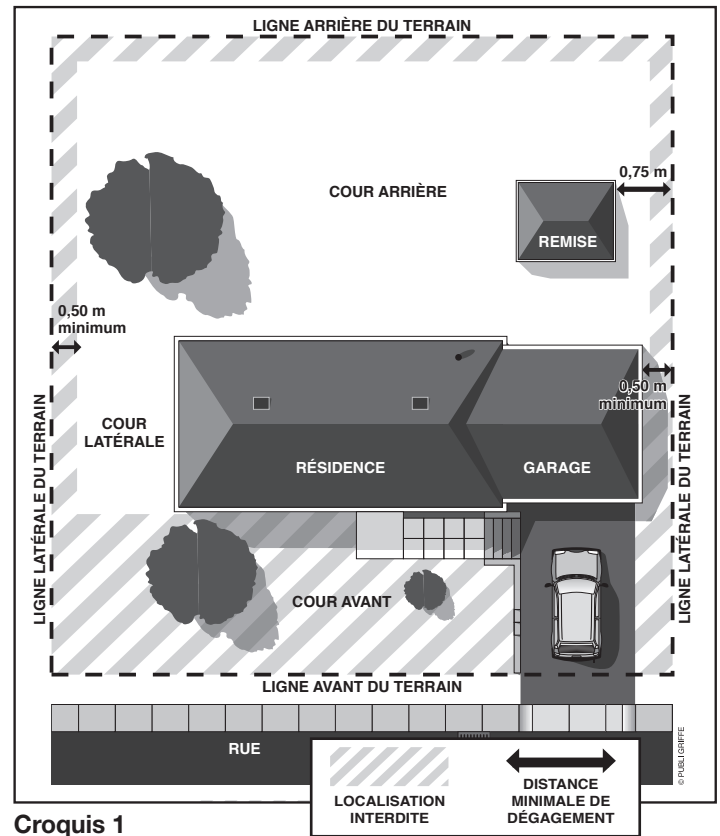 LIGNE ARRIÈRE DU TERRAIN
0,75 m
COUR ARRIÈRE
REMISE
0,50 m
minimum
0,50 m
minimum
COUR
LATÉRALE
RÉSIDENCE
GARAGE
LIGNE LATÉRALE DU TERRAIN
LIGNE LATÉRALE DU TERRAIN
COUR AVANT
LIGNE AVANT DU TERRAIN
RUE
© PUBLI GRIFFE
LOCALISATION
INTERDITE
DISTANCE
MINIMALE DE
DÉGAGEMENT
Croquis 1